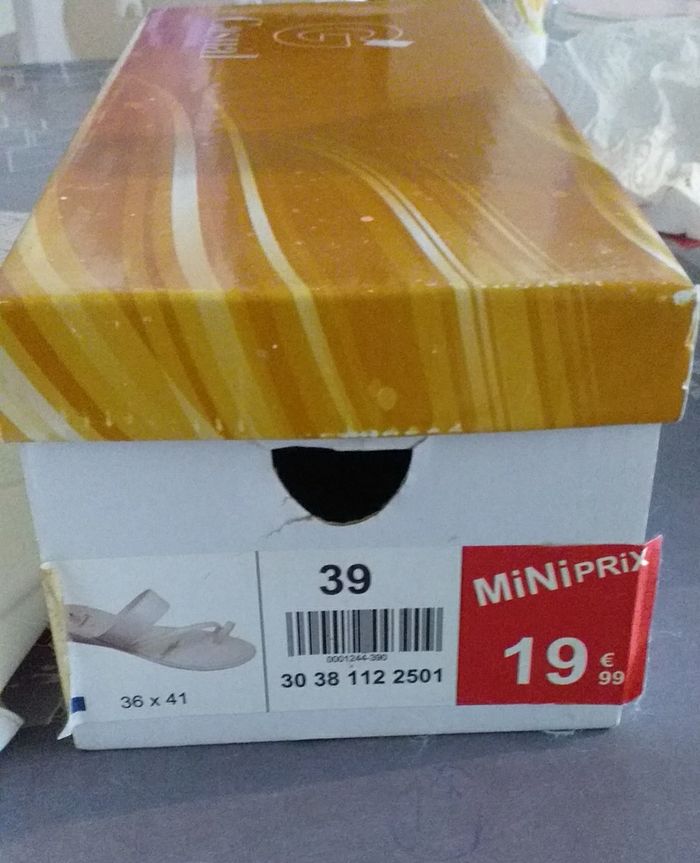 39
0001244-390
30 38 112 2501
36 x 41
MiNiPRiX
19 € 99